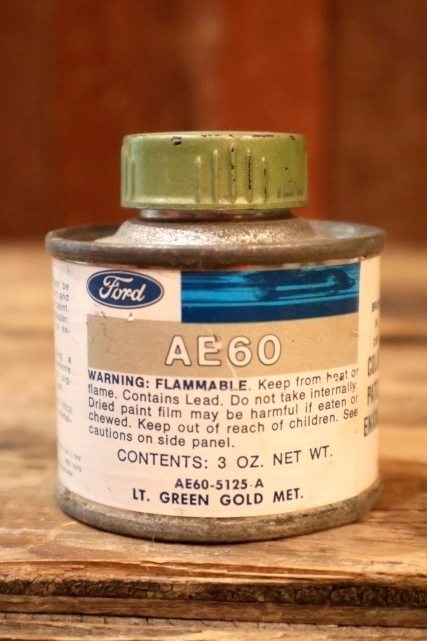 Ford
AE60
WARNING: FLAMMABLE. Keep from heat or
flame. Contains Lead. Do not take internally.
Dried paint film may be harmful if eaten or
chewed. Keep out of reach of children. See
cautions on side panel.
CONTENTS: 3 OZ. NET WT.
AE60-5125-A
LT. GREEN GOLD MET.